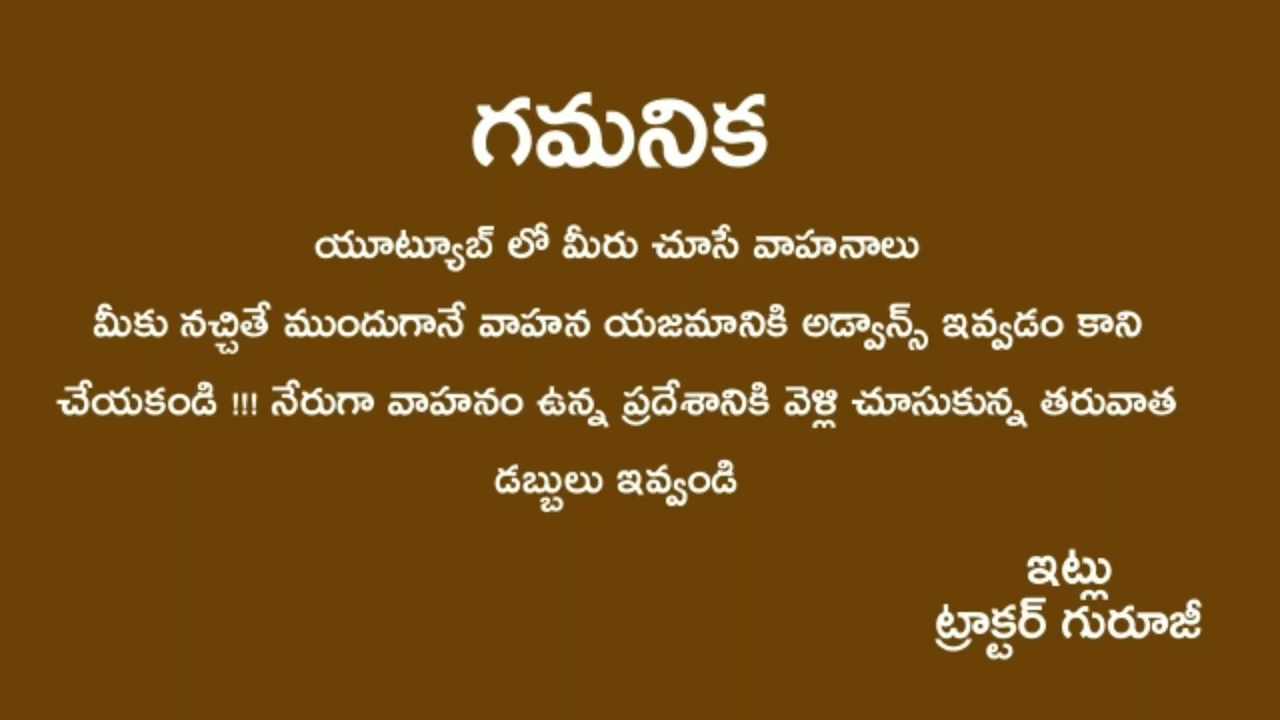 గమనిక
యూట్యూబ్ లో మీరు చూసే వాహనాలు
మీకు నచ్చితే ముందుగానే వాహన యజమానికి అడ్వాన్స్ ఇవ్వడం కాని
చేయకండి !!! నేరుగా వాహనం ఉన్న ప్రదేశానికి వెళ్లి చూసుకున్న తరువాత
డబ్బులు ఇవ్వండి
ఇట్లు
ట్రాక్టర్ గురూజీ